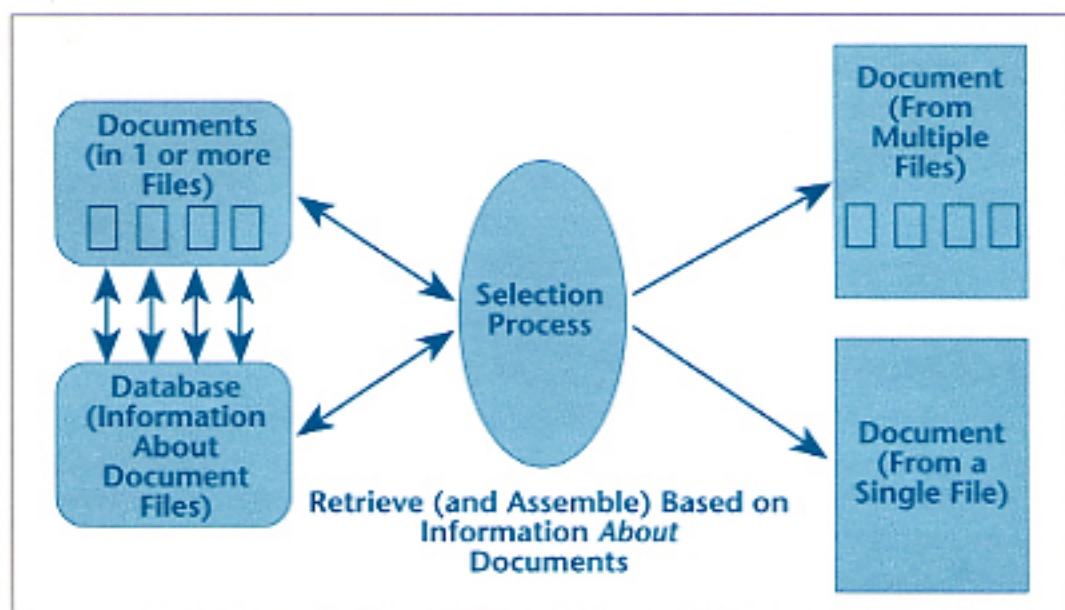 Documents
(in 1 or more
Files)
Database
(Information
About
Document
Files)
Selection
Process
Retrieve (and Assemble) Based on
Information About
Documents
Document
(From
Multiple
Files)
Document
(From a
Single File)